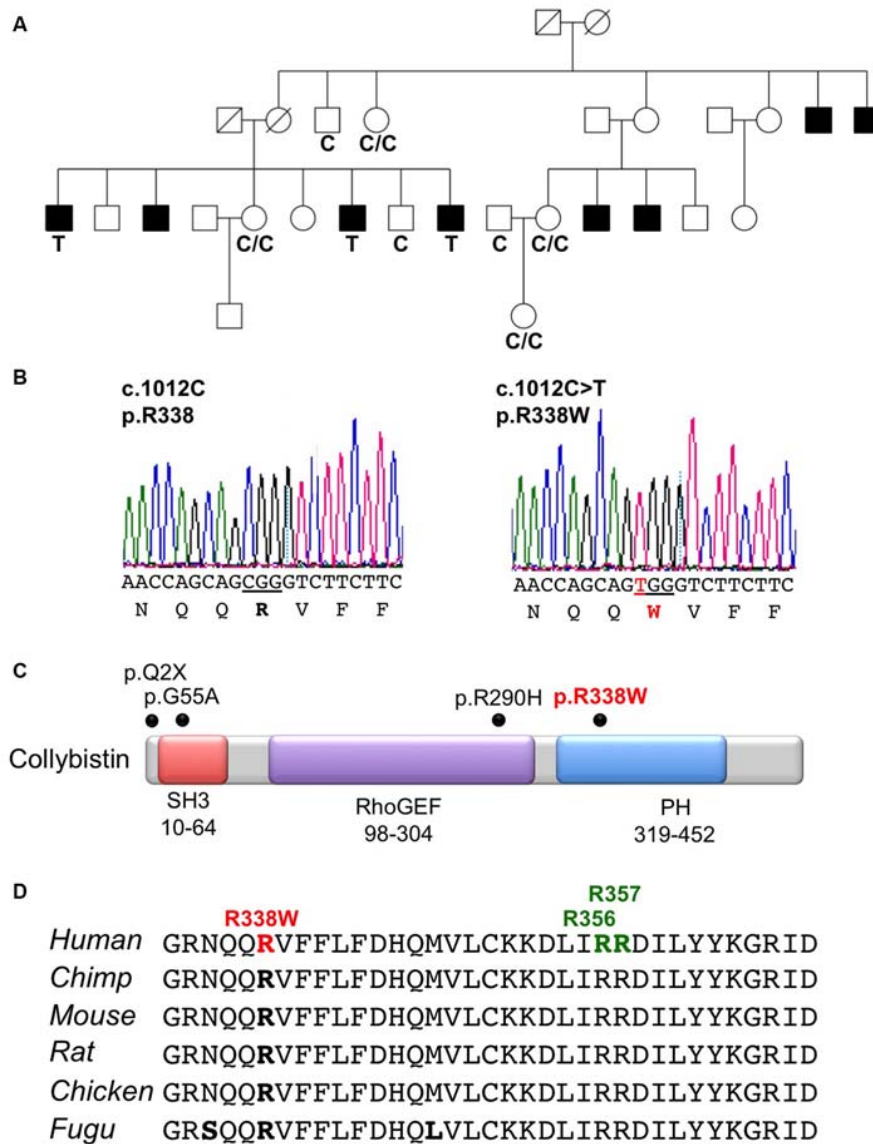 A
C
C/C
T
C/C
T
C
T
C
C/C
C/C
B
c.1012C
p.R338
AACCAGCAGCGGGTCTTCTTC
N Q Q R V F F
c.1012C>T
p.R338W
AACCAGCAGTGGGTCTTCTTC
N Q Q W V F F
C
p.Q2X
p.G55A
p.R290H
p.R338W
Collybistin
SH3
10-64
RhoGEF
98-304
PH
319-452
D
R357
R338W
R356
Human GRNQQRVFFLFDHQMVLCKKDLIRRDILYYKGRID
Chimp GRNQQRVFFLFDHQMVLCKKDLIRRDILYYKGRID
Mouse GRNQQRVFFLFDHQMVLCKKDLIRRDILYYKGRID
Rat GRNQQRVFFLFDHQMVLCKKDLIRRDILYYKGRID
Chicken GRNQQRVFFLFDHQMVLCKKDLIRRDILYYKGRID
Fugu GRSQQRVFFLFDHQLVLCKKDLIRRDILYYKGRID